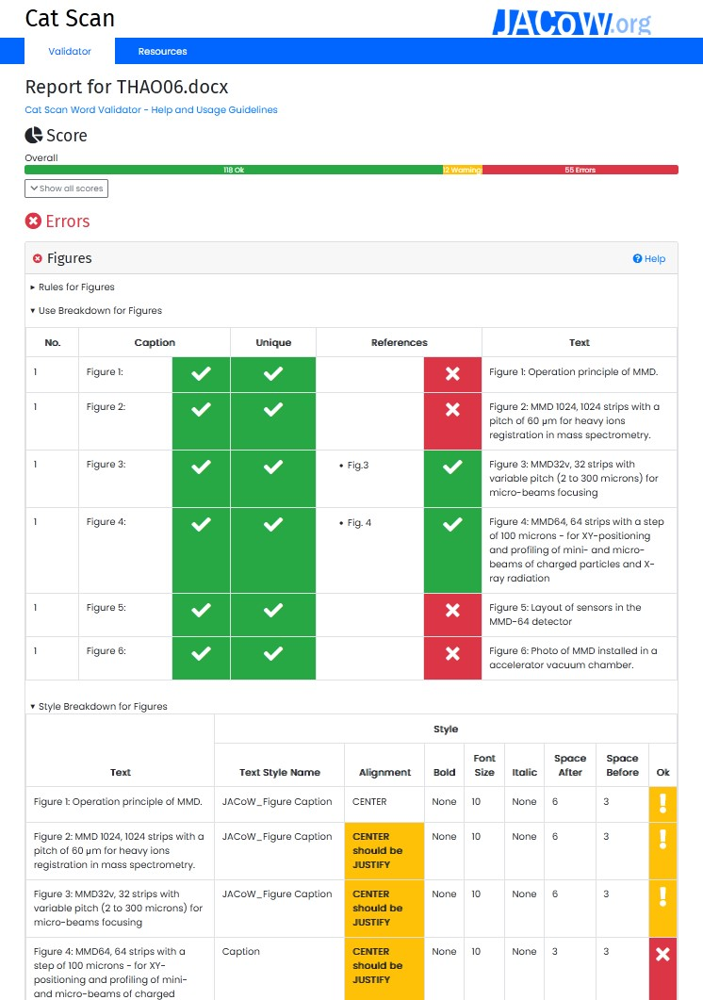 Cat Scan
JACoW.org
Validator Resources
Report for THAO06.docx
Cat Scan Word Validator - Help and Usage Guidelines
Score
Overall
118 Ok 12 Warning 55 Errors
Show all scores
Errors
Figures Help
Rules for Figures
Use Breakdown for Figures
No. Caption Unique References Text
1 Figure 1: Figure 1: Operation principle of MMD.
1 Figure 2: Figure 2: MMD 1024, 1024 strips with a
pitch of 60 μm for heavy ions
registration in mass spectrometry.
1 Figure 3: • Fig.3 Figure 3: MMD32v, 32 strips with
variable pitch (2 to 300 microns) for
micro-beams focusing
1 Figure 4: • Fig. 4 Figure 4: MMD64, 64 strips with a step
of 100 microns - for XY-positioning
and profiling of mini- and micro-
beams of charged particles and X-
ray radiation
1 Figure 5: Figure 5: Layout of sensors in the
MMD-64 detector
1 Figure 6: Figure 6: Photo of MMD installed in a
accelerator vacuum chamber.
Style Breakdown for Figures
Style
Text Text Style Name Alignment Bold Font Size Italic Space After Space Before Ok
Figure 1: Operation principle of MMD. JACoW_Figure Caption CENTER None 10 None 6 3
Figure 2: MMD 1024, 1024 strips with a JACoW_Figure Caption CENTER None 10 None 6 3
pitch of 60 μm for heavy ions should be
registration in mass spectrometry. JUSTIFY
Figure 3: MMD32v, 32 strips with JACoW_Figure Caption CENTER None 10 None 6 3
variable pitch (2 to 300 microns) for should be
micro-beams focusing JUSTIFY
Figure 4: MMD64, 64 strips with a Caption CENTER None 10 None 3 3
step of 100 microns - for XY- should be
positioning and profiling of mini- JUSTIFY
and micro-beams of charged